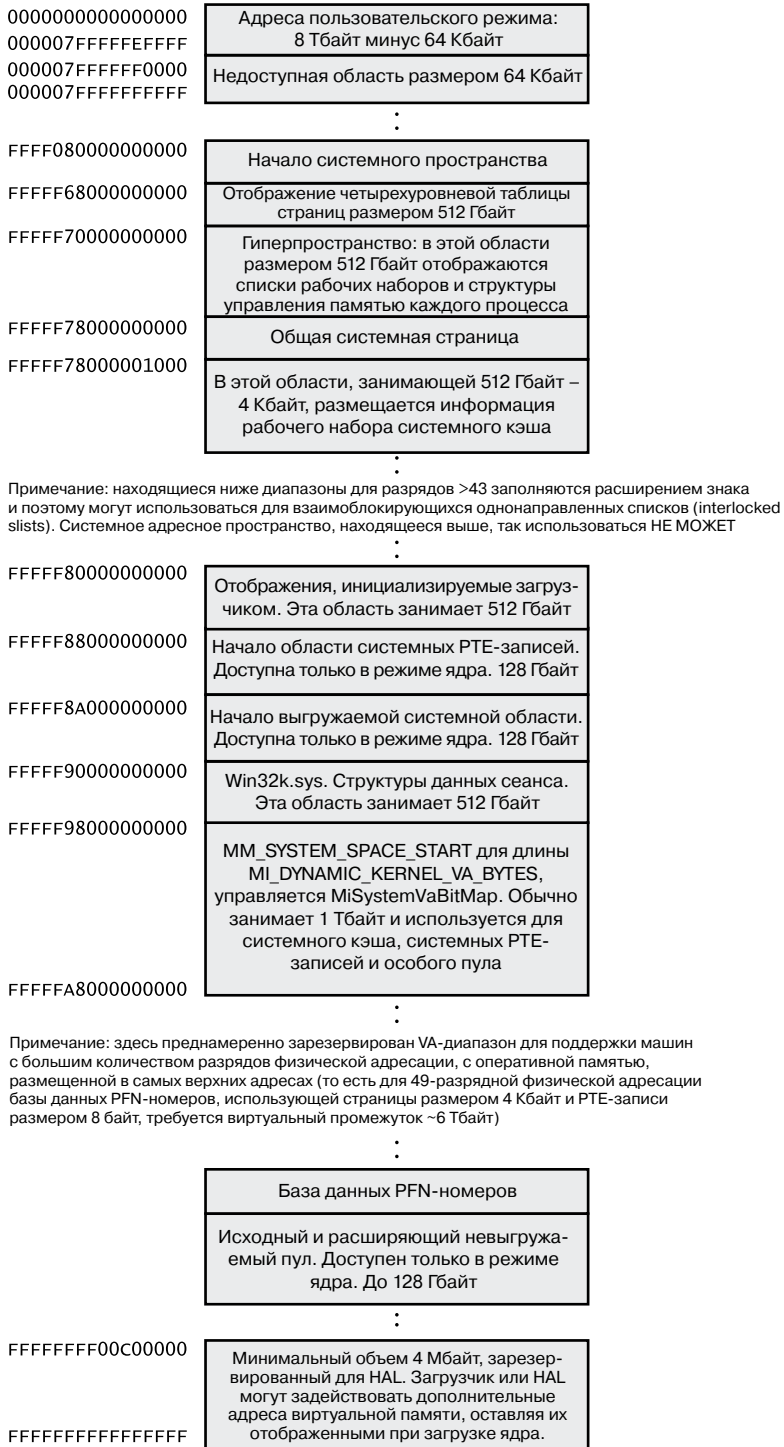 0000000000000000
Адреса пользовательского режима:
000007FFFFFEFFFF
8 Тбайт минус 64 Кбайт
000007FFFFFF0000
Недоступная область размером 64 Кбайт
000007FFFFFFFFFF
FFFF080000000000
Начало системного пространства
FFFFF68000000000
Отображение четырехуровневой таблицы
страниц размером 512 Гбайт
FFFFF70000000000
Гиперпространство: в этой области
размером 512 Гбайт отображаются
списки рабочих наборов и структуры
управления памятью каждого процесса
FFFFF78000000000
Общая системная страница
FFFFF78000001000
В этой области, занимающей 512 Гбайт –
4 Кбайт, размещается информация
рабочего набора системного кэша
Примечание: находящиеся ниже диапазоны для разрядов >43 заполняются расширением знака
и поэтому могут использоваться для взаимоблокирующихся однонаправленных списков (interlocked
slists). Системное адресное пространство, находящееся выше, так использоваться НЕ МОЖЕТ
FFFFF80000000000
Отображения, инициализируемые загруз-
чиком. Эта область занимает 512 Гбайт
FFFFF88000000000
Начало области системных PTE-записей.
Доступна только в режиме ядра. 128 Гбайт
FFFFF8A000000000
Начало выгружаемой системной области.
Доступна только в режиме ядра. 128 Гбайт
FFFFF90000000000
Win32k.sys. Структуры данных сеанса.
Эта область занимает 512 Гбайт
FFFFF98000000000
MM_SYSTEM_SPACE_START для длины
MI_DYNAMIC_KERNEL_VA_BYTES,
управляется MiSystemVaBitMap. Обычно
занимает 1 Тбайт и используется для
системного кэша, системных PTE-
записей и особого пула
FFFFFA8000000000
Примечание: здесь преднамеренно зарезервирован VA-диапазон для поддержки машин
с большим количеством разрядов физической адресации, с оперативной памятью,
размещенной в самых верхних адресах (то есть для 49-разрядной физической адресации
базы данных PFN-номеров, использующей страницы размером 4 Кбайт и PTE-записи
размером 8 байт, требуется виртуальный промежуток ~6 Тбайт)
База данных PFN-номеров
Исходный и расширяющий невыгружа-
емый пул. Доступен только в режиме
ядра. До 128 Гбайт
FFFFFFFF00C00000
Минимальный объем 4 Мбайт, зарезер-
вированный для HAL. Загрузчик или HAL
могут задействовать дополнительные
адреса виртуальной памяти, оставляя их
отображенными при загрузке ядра.
FFFFFFFFFFFFFFFF